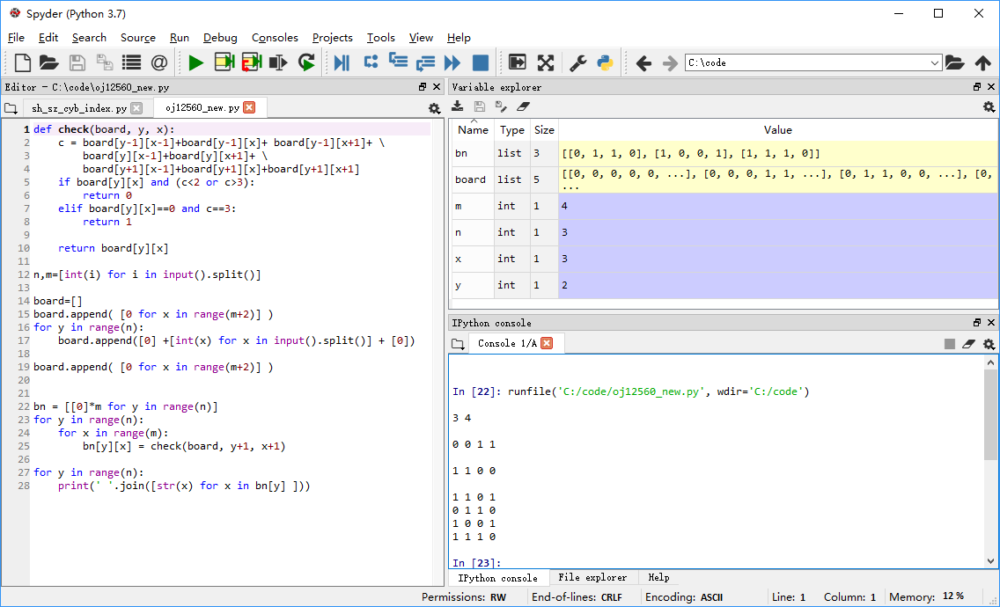 Spyder (Python 3.7)
File Edit Search Source Run Debug Consoles Projects Tools View Help
C:\code
Editor - C:\code\oj12560_new.py
sh_sz_cyb_index.py oj12560_new.py
1 def check(board, y, x):
2     c = board[y-1][x-1]+board[y-1][x]+ board[y-1][x+1]+ \
3         board[y][x-1]+board[y][x+1]+ \
4         board[y+1][x-1]+board[y+1][x]+board[y+1][x+1]
5     if board[y][x] and (c<2 or c>3):
6         return 0
7     elif board[y][x]==0 and c==3:
8         return 1
9
10     return board[y][x]
11
12 n,m=[int(i) for i in input().split()]
13
14 board=[]
15 board.append( [0 for x in range(m+2)] )
16 for y in range(n):
17     board.append([0] +[int(x) for x in input().split()] + [0])
18
19 board.append( [0 for x in range(m+2)] )
20
21
22 bn = [[0]*m for y in range(n)]
23 for y in range(n):
24     for x in range(m):
25         bn[y][x] = check(board, y+1, x+1)
26
27 for y in range(n):
28     print(' '.join([str(x) for x in bn[y] ]))
Variable explorer
Name Type Size Value
bn list 3 [[0, 1, 1, 0], [1, 0, 0, 1], [1, 1, 1, 0]]
board list 5 [[0, 0, 0, 0, 0, ...], [0, 0, 0, 1, 1, ...], [0, 1, 1, 0, 0, ...], [0,
...
m int 1 4
n int 1 3
x int 1 3
y int 1 2
IPython console
Console 1/A
In [22]: runfile('C:/code/oj12560_new.py', wdir='C:/code')
3 4
0 0 1 1
1 1 0 0
1 1 0 1
0 1 1 0
1 0 0 1
1 1 1 0
In [23]:
IPython console File explorer Help
Permissions: RW End-of-lines: CRLF Encoding: ASCII Line: 1 Column: 1 Memory: 12 %